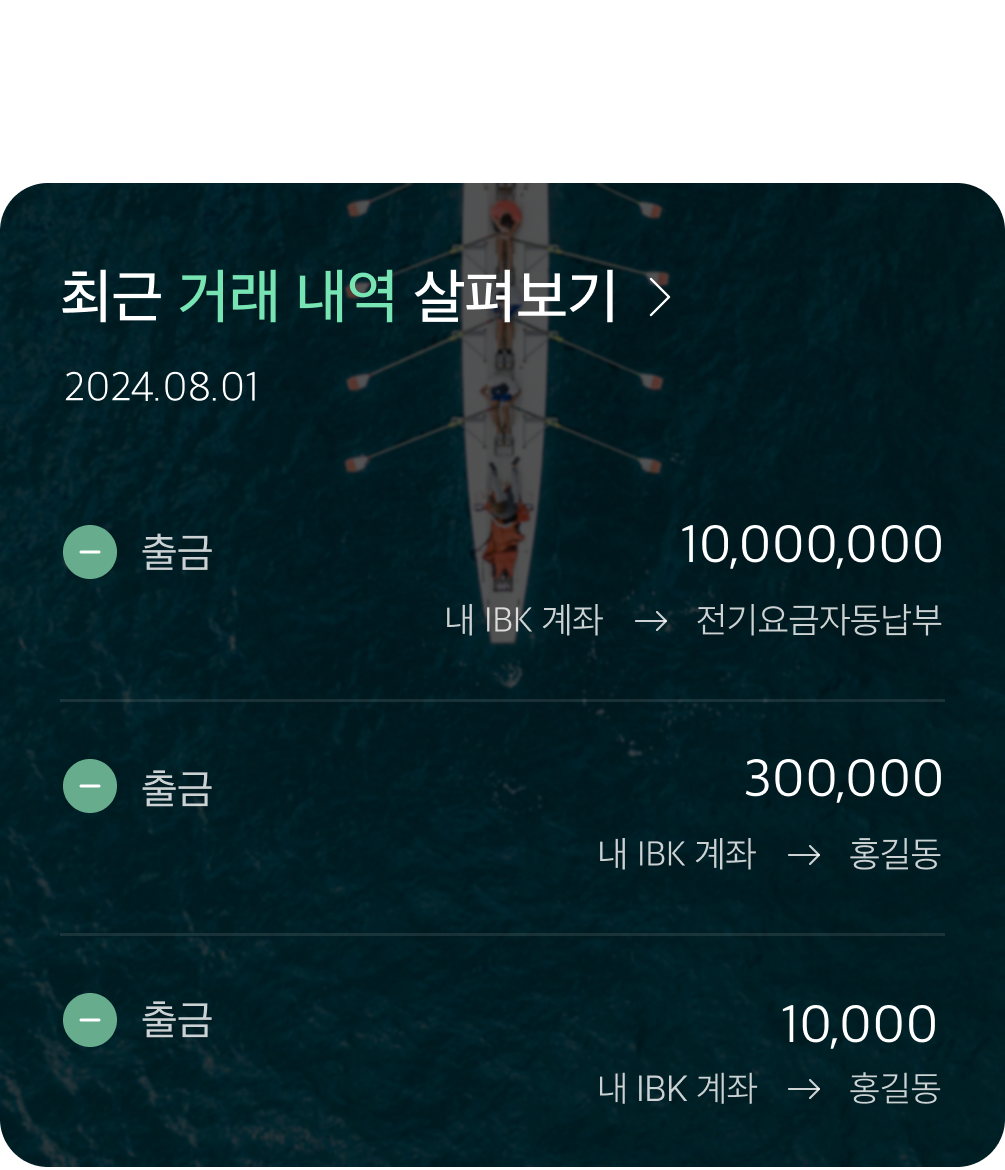 최근 거래 내역 살펴보기
2024.08.01
출금
10,000,000
내 IBK 계좌 → 전기요금자동납부
출금
300,000
내 IBK 계좌 → 홍길동
출금
10,000
내 IBK 계좌 → 홍길동